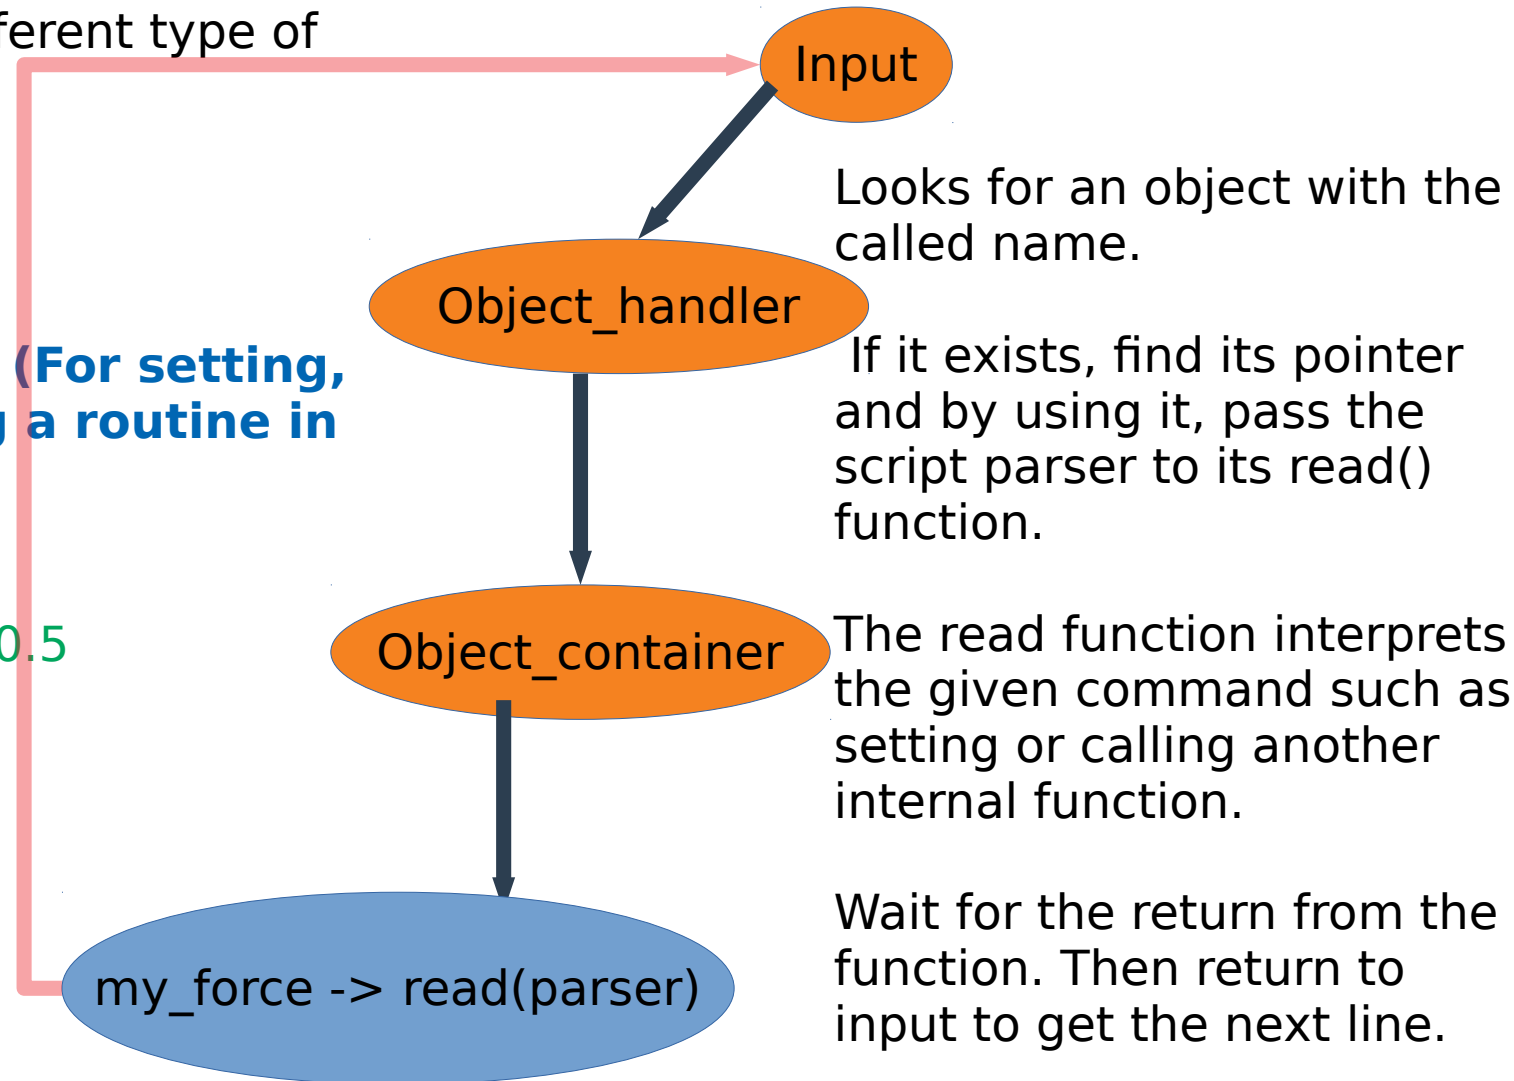 ferent type of
Input
Looks for an object with the
called name.
Object_handler
If it exists, find its pointer
and by using it, pass the
script parser to its read()
function.
(For setting,
g a routine in
Object_container
0.5
The read function interprets
the given command such as
setting or calling another
internal function.
Wait for the return from the
function. Then return to
input to get the next line.
my_force -> read(parser)